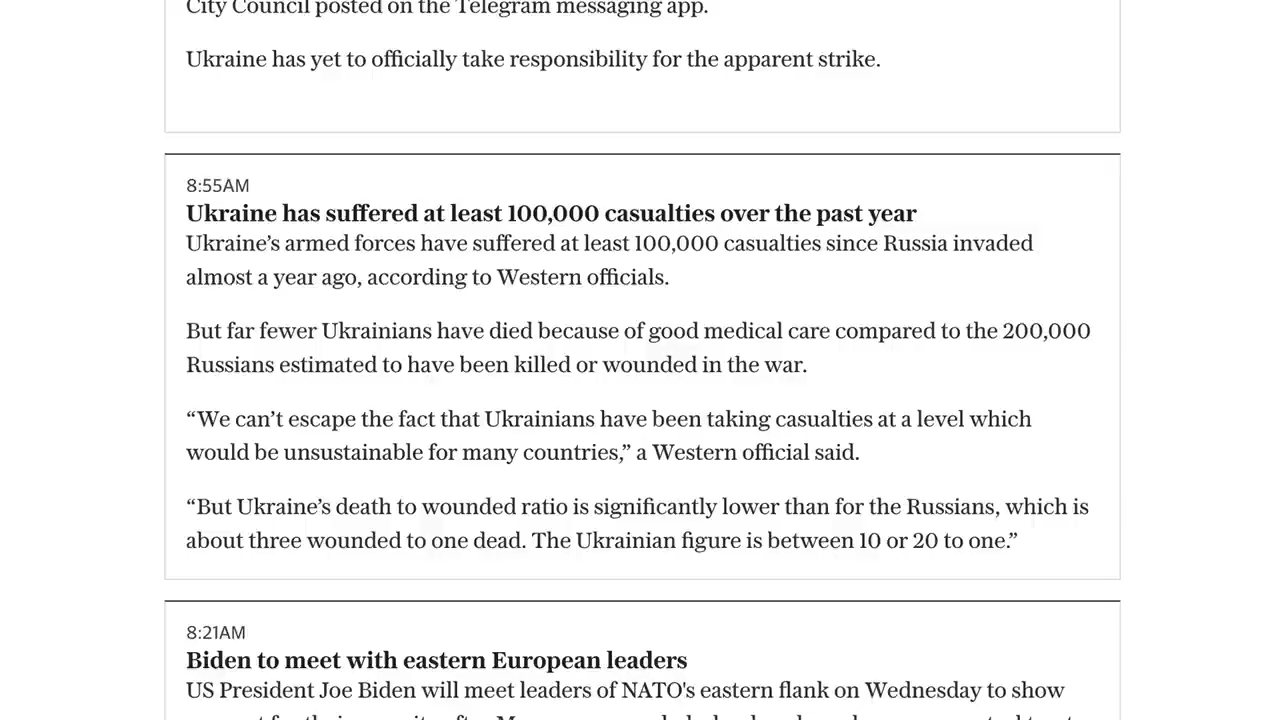 City Council posted on the Telegram messaging app.
Ukraine has yet to officially take responsibility for the apparent strike.
8:55AM
Ukraine has suffered at least 100,000 casualties over the past year
Ukraine’s armed forces have suffered at least 100,000 casualties since Russia invaded
almost a year ago, according to Western officials.
But far fewer Ukrainians have died because of good medical care compared to the 200,000
Russians estimated to have been killed or wounded in the war.
“We can’t escape the fact that Ukrainians have been taking casualties at a level which
would be unsustainable for many countries,” a Western official said.
“But Ukraine’s death to wounded ratio is significantly lower than for the Russians, which is
about three wounded to one dead. The Ukrainian figure is between 10 or 20 to one.”
8:21AM
Biden to meet with eastern European leaders
US President Joe Biden will meet leaders of NATO's eastern flank on Wednesday to show